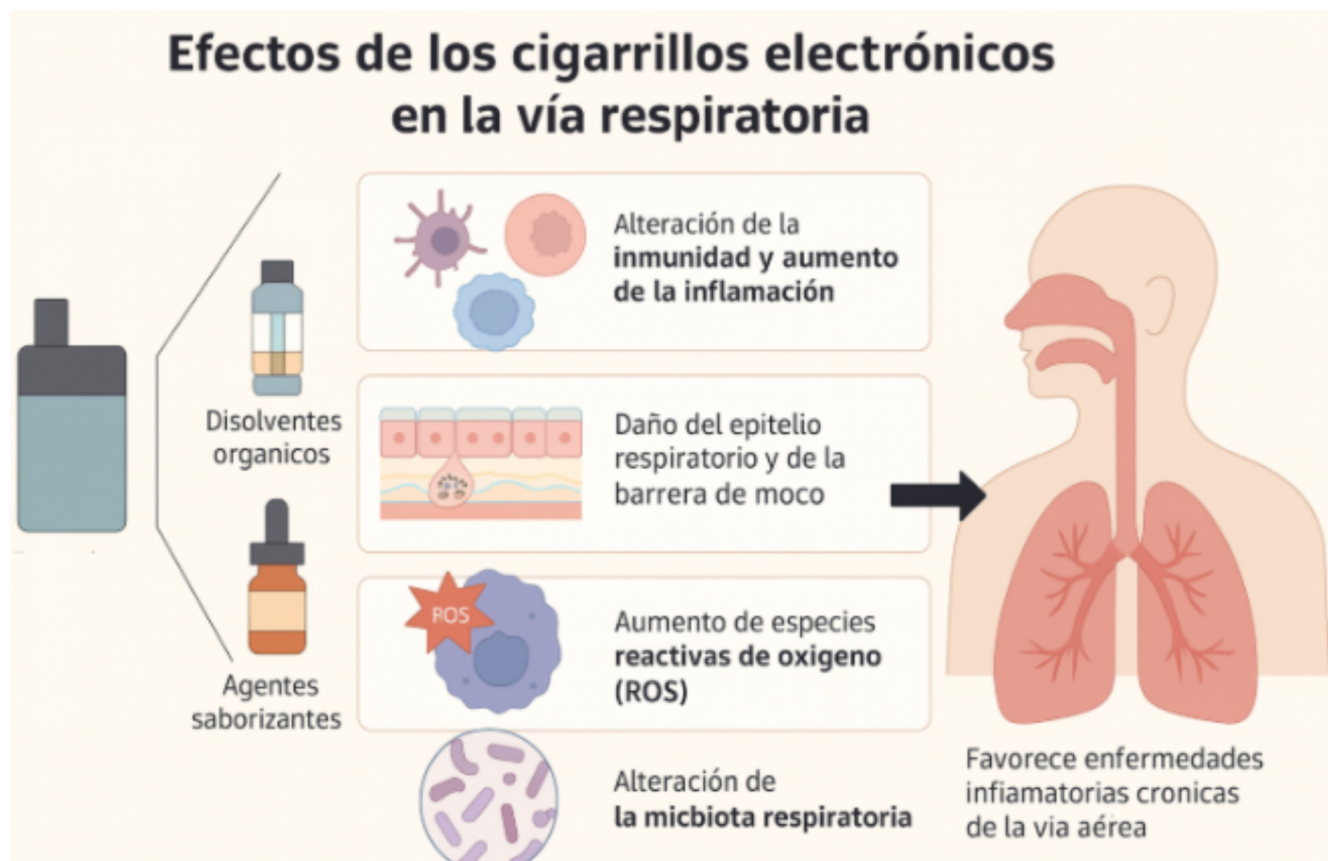 Efectos de los cigarrillos electrónicos
en la vía respiratoria
Disolventes
organicos
Agentes
saborizantes
Alteración de la
inmunidad y aumento
de la inflamación
Daño del epitelio
respiratorio y de la
barrera de moco
ROS
Aumento de especies
reactivas de oxigeno
(ROS)
Alteración de
la micbiota respiratoria
Favorece enfermedades
infiamatorias cronicas
de la via aérea